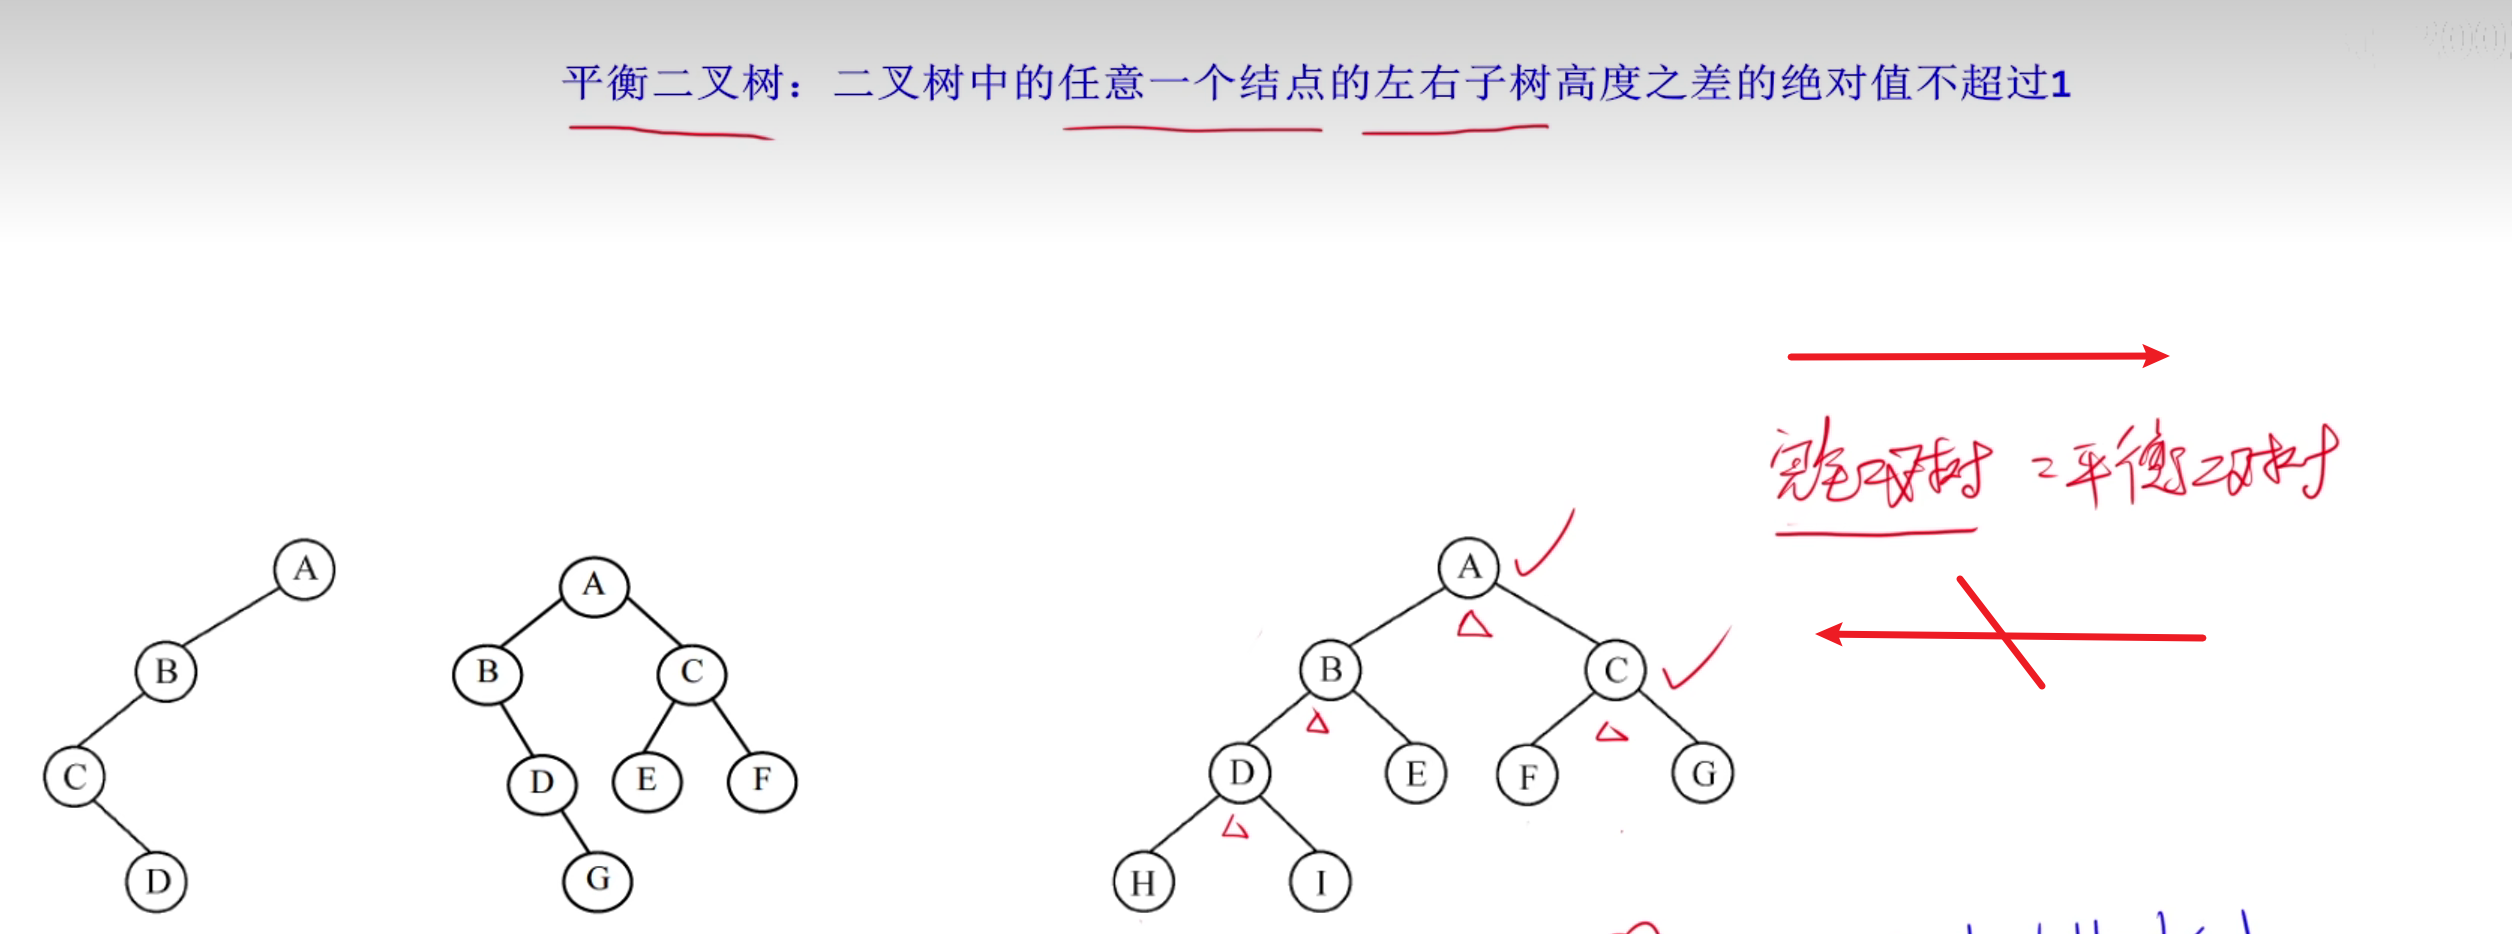 平衡二叉树：二叉树中的任意一个结点的左右子树高度之差的绝对值不超过1
完全二叉树 = 平衡二叉树
A
A
A
B
B
C
B
C
C
D
E
F
D
E
F
G
D
G
H
I